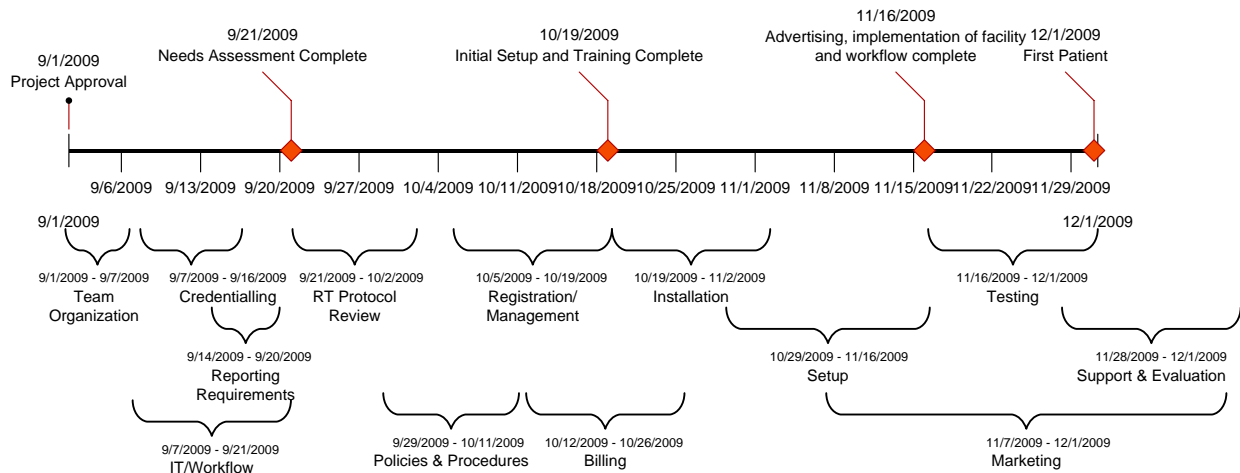 11/16/2009
9/21/2009
10/19/2009
12/1/2009
Needs Assessment Complete
Initial Setup and Training Complete
Advertising, implementation of facility
and workflow complete
First Patient
9/1/2009
Project Approval
9/6/2009
9/13/2009
9/20/2009
9/27/2009
10/4/2009
10/11/2009
10/18/2009
10/25/2009
11/1/2009
11/8/2009
11/15/2009
11/22/2009
11/29/2009
9/1/2009
12/1/2009
9/1/2009 - 9/7/2009
Team
Organization
9/7/2009 - 9/16/2009
Credentialling
9/21/2009 - 10/2/2009
RT Protocol
Review
10/5/2009 - 10/19/2009
Registration/
Management
10/19/2009 - 11/2/2009
Installation
11/16/2009 - 12/1/2009
Testing
9/14/2009 - 9/20/2009
Reporting
Requirements
10/29/2009 - 11/16/2009
Setup
11/28/2009 - 12/1/2009
Support & Evaluation
9/7/2009 - 9/21/2009
IT/Workflow
9/29/2009 - 10/11/2009
Policies & Procedures
10/12/2009 - 10/26/2009
Billing
11/7/2009 - 12/1/2009
Marketing